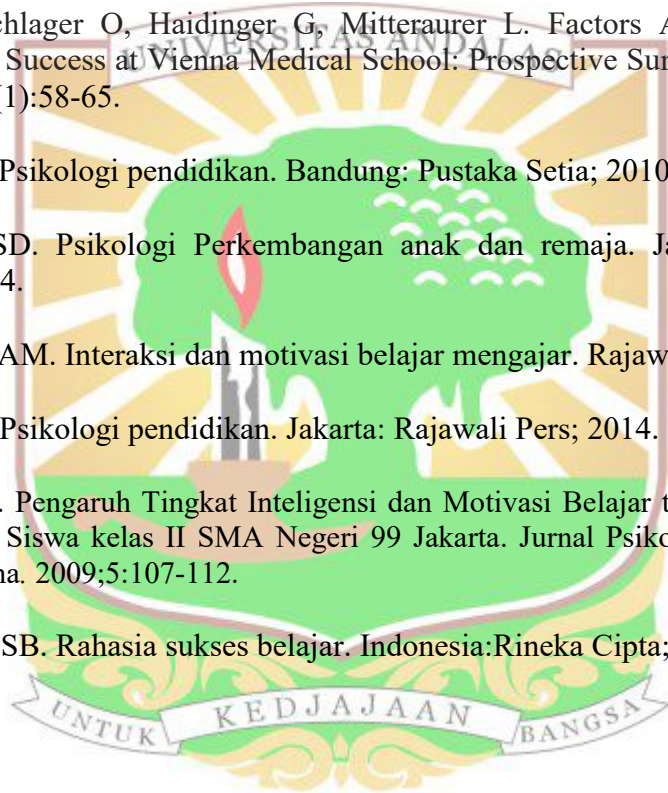 chlager O, Haidinger G, Mitteraurer L. Factors A
UNIVERSITAS ANDALAS
Success at Vienna Medical School: Prospective Sur
(1):58-65.
Psikologi pendidikan. Bandung: Pustaka Setia; 2010
SD. Psikologi Perkembangan anak dan remaja. Ja
4.
AM. Interaksi dan motivasi belajar mengajar. Rajaw
Psikologi pendidikan. Jakarta: Rajawali Pers; 2014.
. Pengaruh Tingkat Inteligensi dan Motivasi Belajar t
Siswa kelas II SMA Negeri 99 Jakarta. Jurnal Psiko
na. 2009;5:107-112.
SB. Rahasia sukses belajar. Indonesia:Rineka Cipta;
UNTUK KEDJAJAAN BANGSA